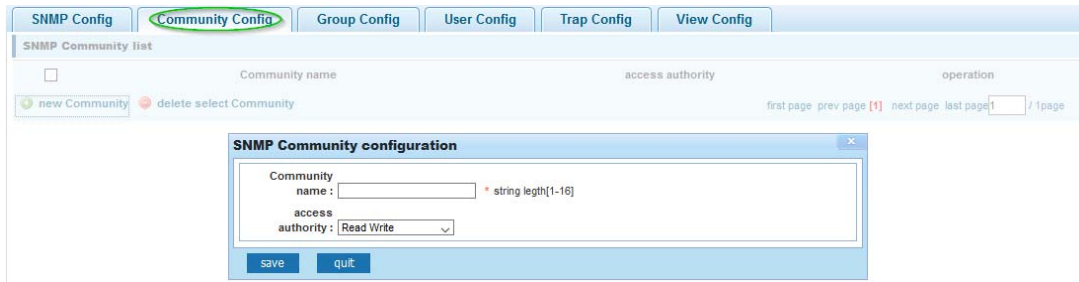 SNMP Config Community Config Group Config User Config Trap Config View Config
SNMP Community list
Community name access authority operation
new Community delete select Community first page prev page [1] next page last page 1 / 1page
SNMP Community configuration x
Community
name : * string legth[1-16]
access
authority : Read Write
save quit